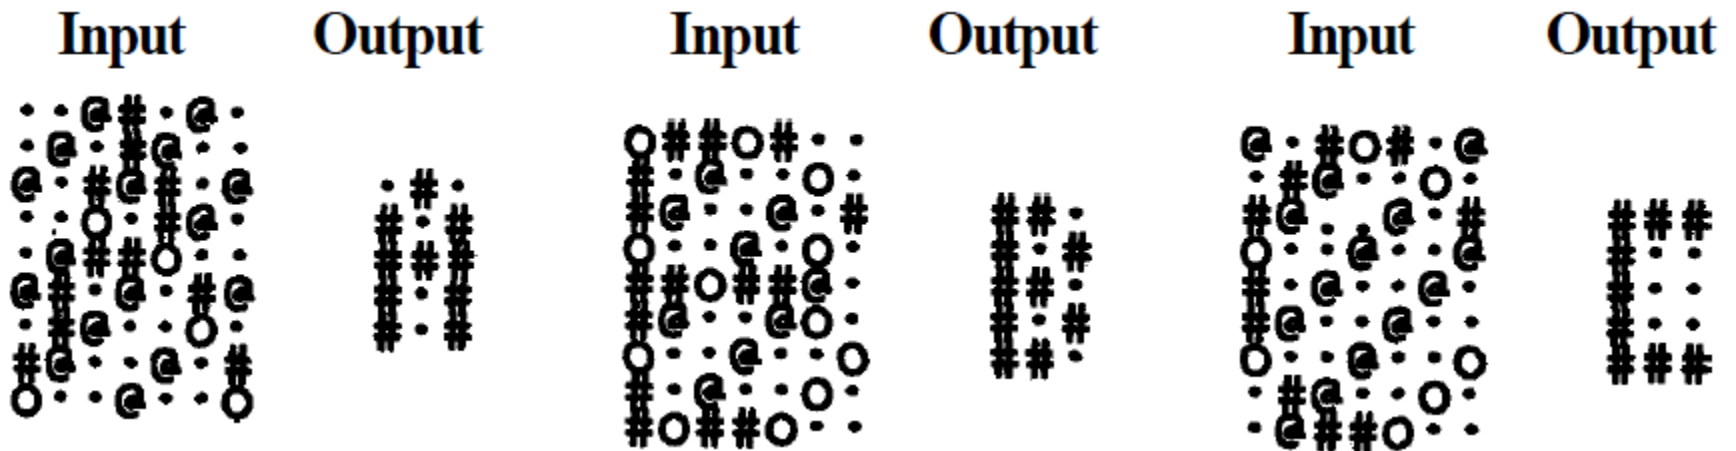 Input Output Input Output Input Output
· · @ # · @ ·
· @ · # @ · ·
@ · # @ # · @
· · O · # @ ·
· @ # # O · ·
@ # · @ · # @
· # @ · · O ·
# @ · · @ · #
O · · @ · · O
· # ·
# · #
# # #
# · #
# · #
O # # O # · ·
# · @ · · O ·
# @ · · @ · #
O · · @ · O ·
# # O # # @ ·
# @ · · @ O ·
O · · @ · · O
# · @ · · O ·
# O # # O · ·
# # ·
# · #
# # ·
# · #
# # ·
@ · # O # · @
· # @ · · O ·
# @ · · @ · #
O · · @ · · @
# · @ · · @ ·
# @ · · @ · ·
O · · @ · · O
· # @ · · O ·
· @ # # O · ·
# # #
# · ·
# · ·
# · ·
# # #